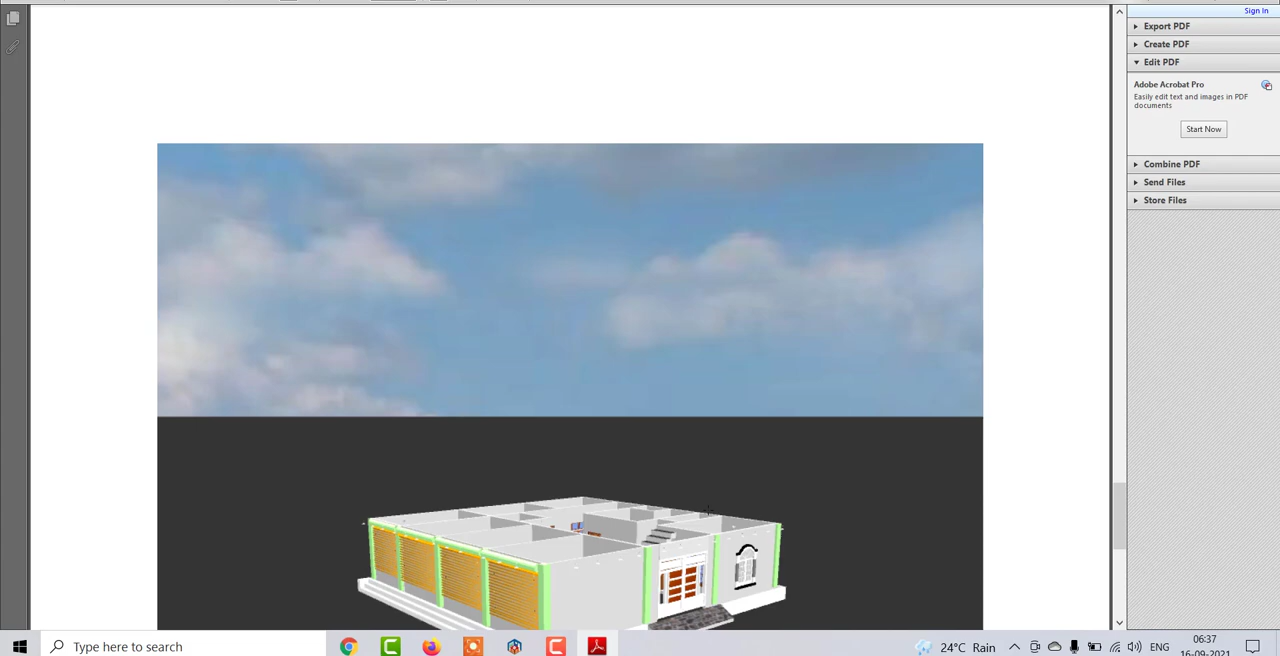 Sign In
Export PDF
Create PDF
Edit PDF
Adobe Acrobat Pro
Easily edit text and images in PDF
documents
Start Now
Combine PDF
Send Files
Store Files
Type here to search
24°C Rain
ENG
06:37
16-09-2021